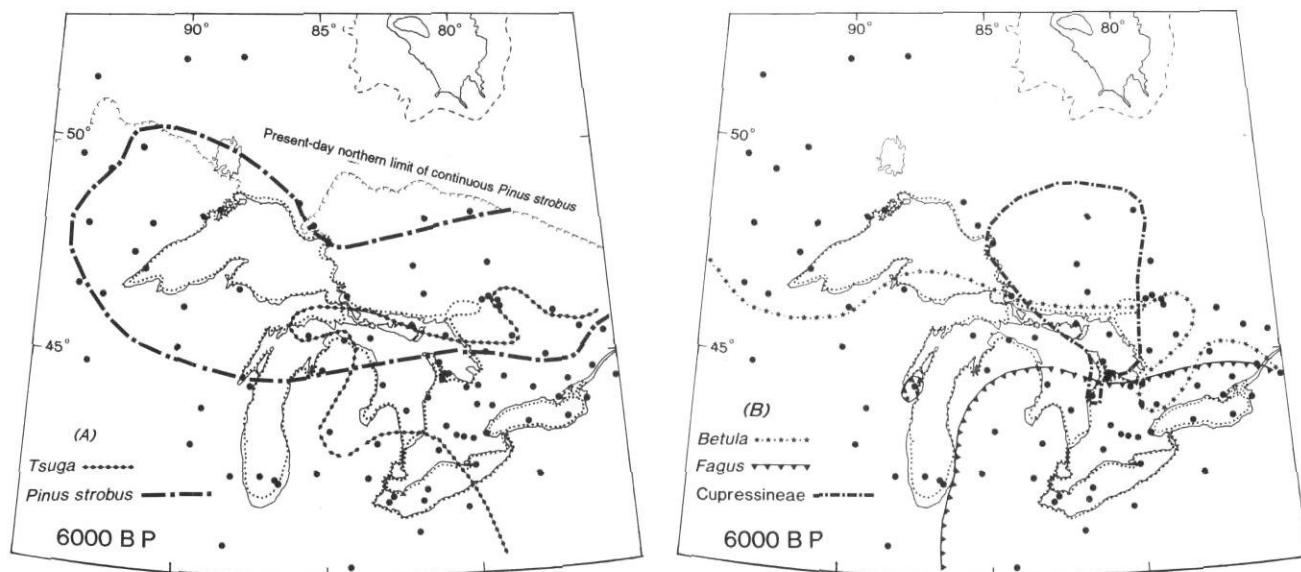 90° 85° 80°
50°
Present-day northern limit of continuous Pinus strobus
45°
(A)
Tsuga
Pinus strobus
6000 B P
90° 85° 80°
50°
45°
(B)
Betula
Fagus
Cupressineae
6000 B P